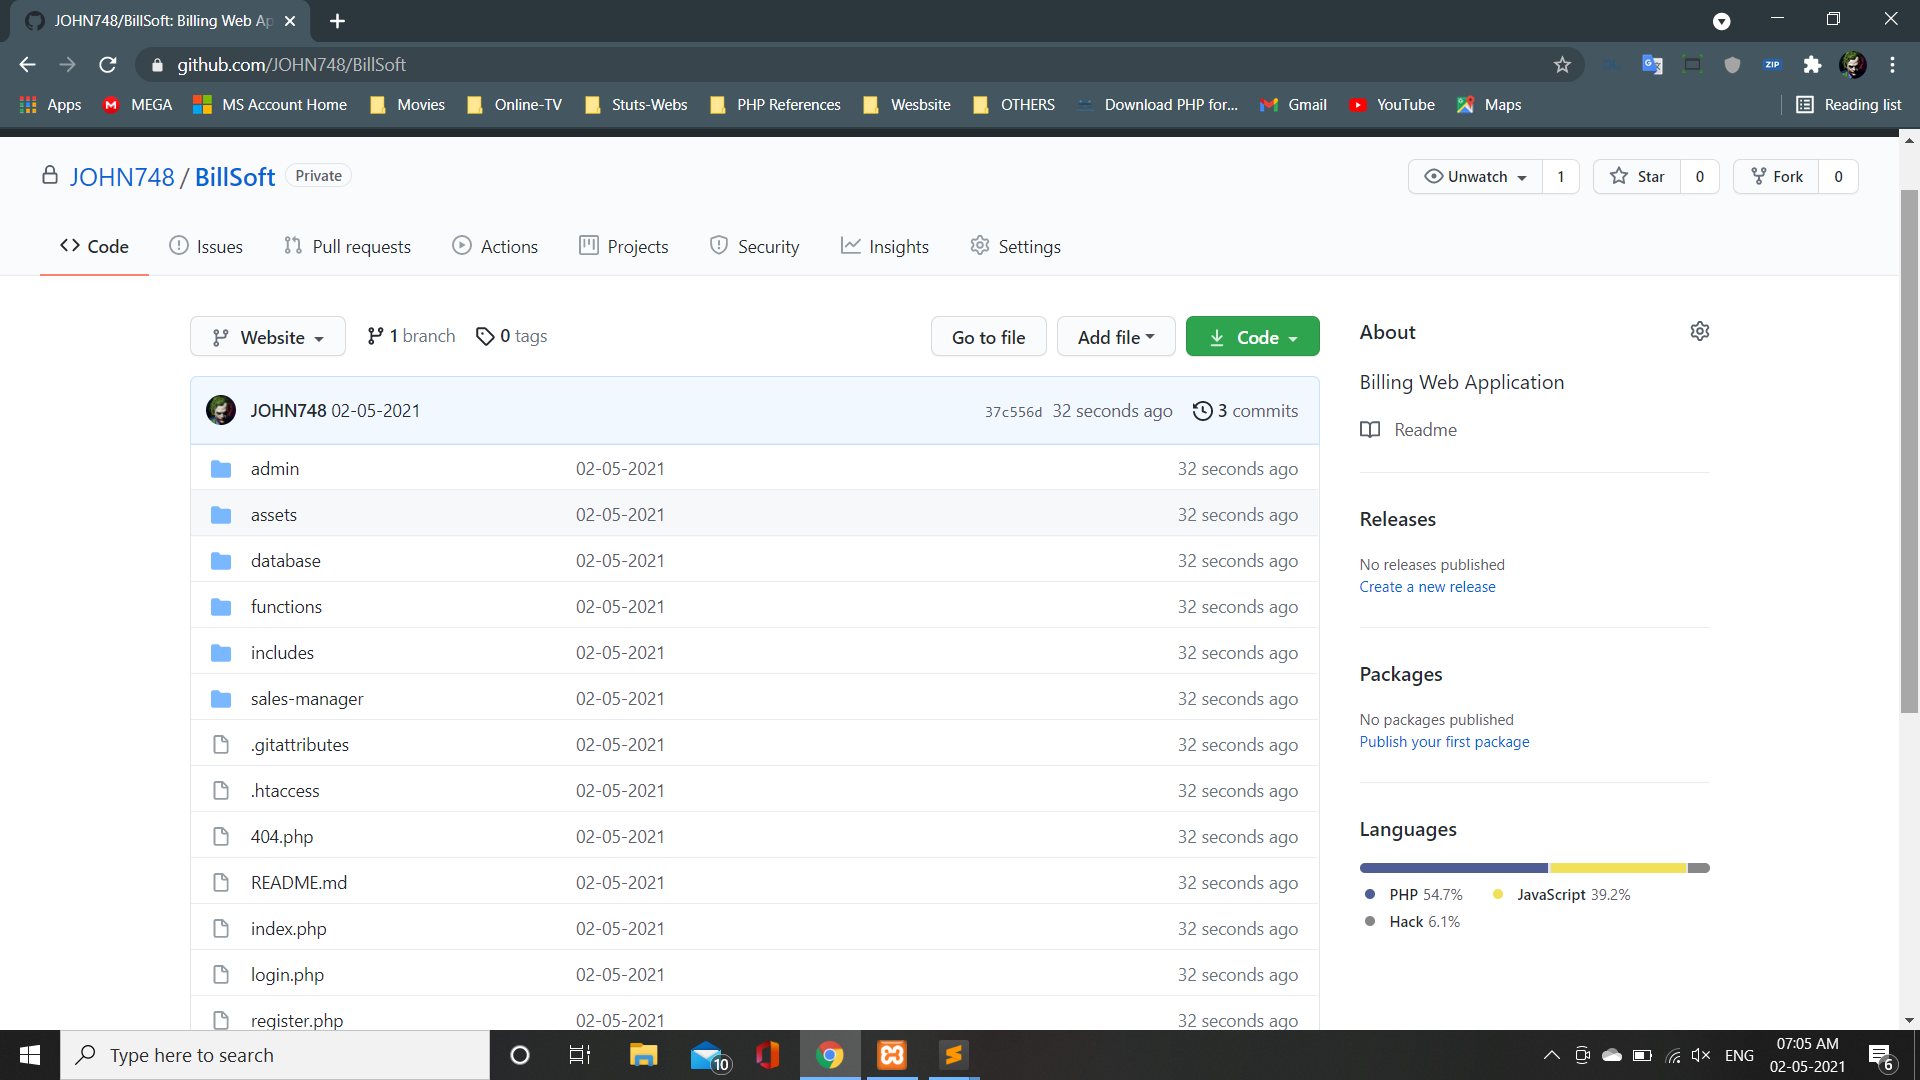 JOHN748/BillSoft: Billing Web Ap
github.com/JOHN748/BillSoft
ZIP
Apps MEGA MS Account Home Movies Online-TV Stuts-Webs PHP References Wesbsite OTHERS Download PHP for... Gmail YouTube Maps Reading list
JOHN748 / BillSoft Private
Unwatch 1 Star 0 Fork 0
Code Issues Pull requests Actions Projects Security Insights Settings
Website 1 branch 0 tags Go to file Add file Code
JOHN748 02-05-2021 37c556d 32 seconds ago 3 commits
admin 02-05-2021 32 seconds ago
assets 02-05-2021 32 seconds ago
database 02-05-2021 32 seconds ago
functions 02-05-2021 32 seconds ago
includes 02-05-2021 32 seconds ago
sales-manager 02-05-2021 32 seconds ago
.gitattributes 02-05-2021 32 seconds ago
.htaccess 02-05-2021 32 seconds ago
404.php 02-05-2021 32 seconds ago
README.md 02-05-2021 32 seconds ago
index.php 02-05-2021 32 seconds ago
login.php 02-05-2021 32 seconds ago
register.php 02-05-2021 32 seconds ago
About
Billing Web Application
Readme
Releases
No releases published
Create a new release
Packages
No packages published
Publish your first package
Languages
PHP 54.7% JavaScript 39.2%
Hack 6.1%
Type here to search
10
ENG
07:05 AM
02-05-2021
6